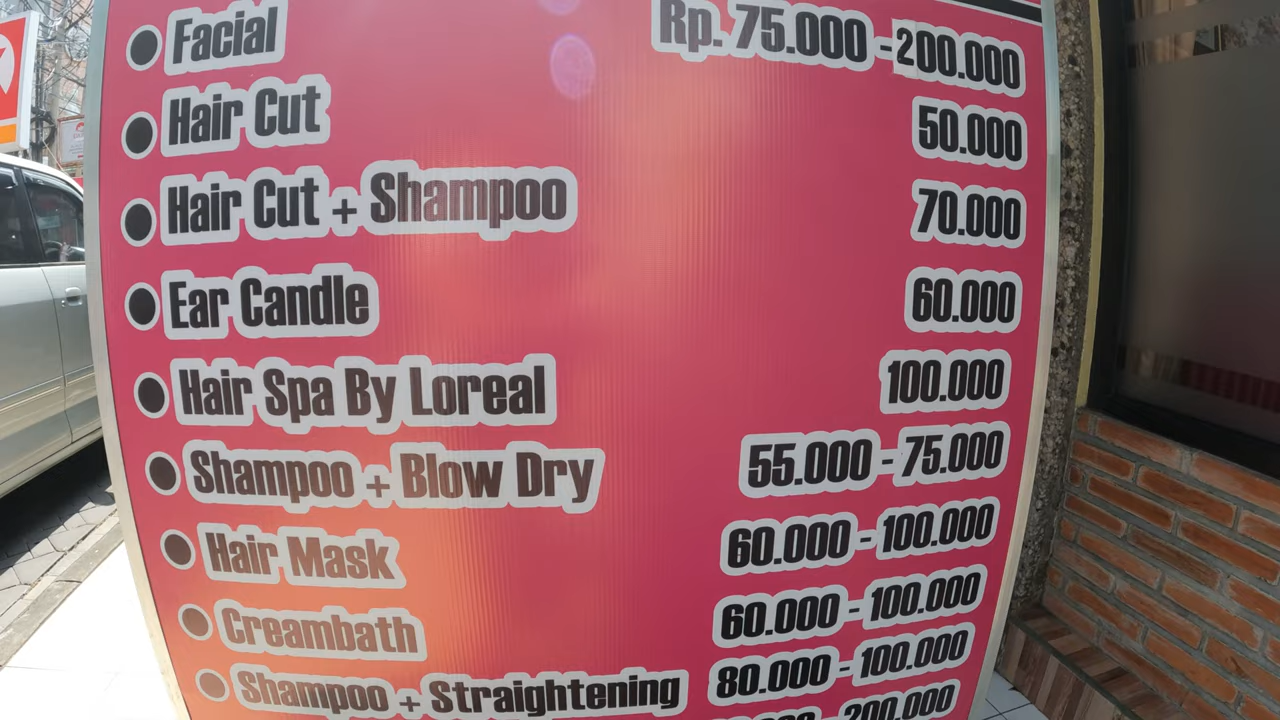 Facial Rp. 75.000 - 200.000
Hair Cut 50.000
Hair Cut + Shampoo 70.000
Ear Candle 60.000
Hair Spa By Loreal 100.000
Shampoo + Blow Dry 55.000 - 75.000
Hair Mask 60.000 - 100.000
Creambath 60.000 - 100.000
Shampoo + Straightening 80.000 - 100.000
200.000